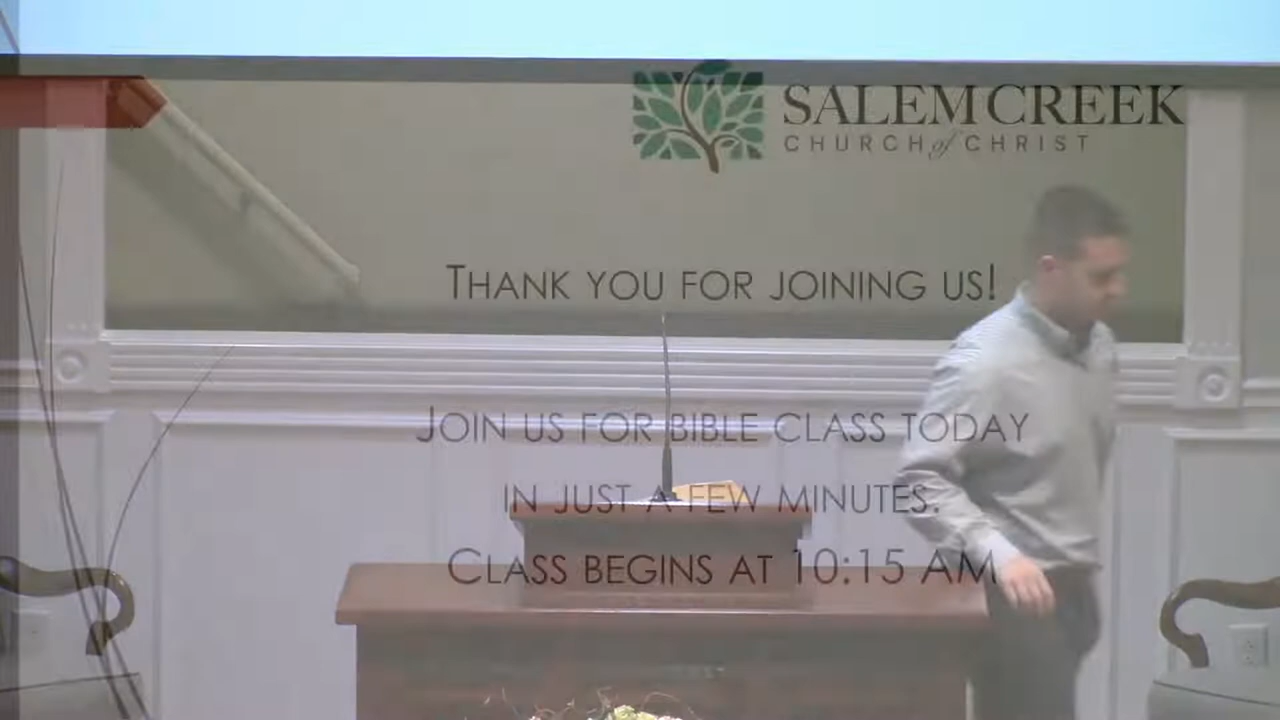 SALEM CREEK
CHURCH of CHRIST
THANK YOU FOR JOINING US!
JOIN US FOR BIBLE CLASS TODAY
IN JUST A FEW MINUTES.
CLASS BEGINS AT 10:15 AM